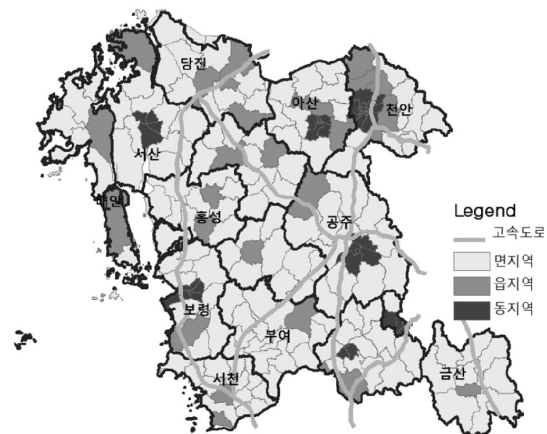 당진
아산
천안
서산
태안
홍성
공주
Legend
고속도로
면지역
읍지역
동지역
보령
부여
서천
금산